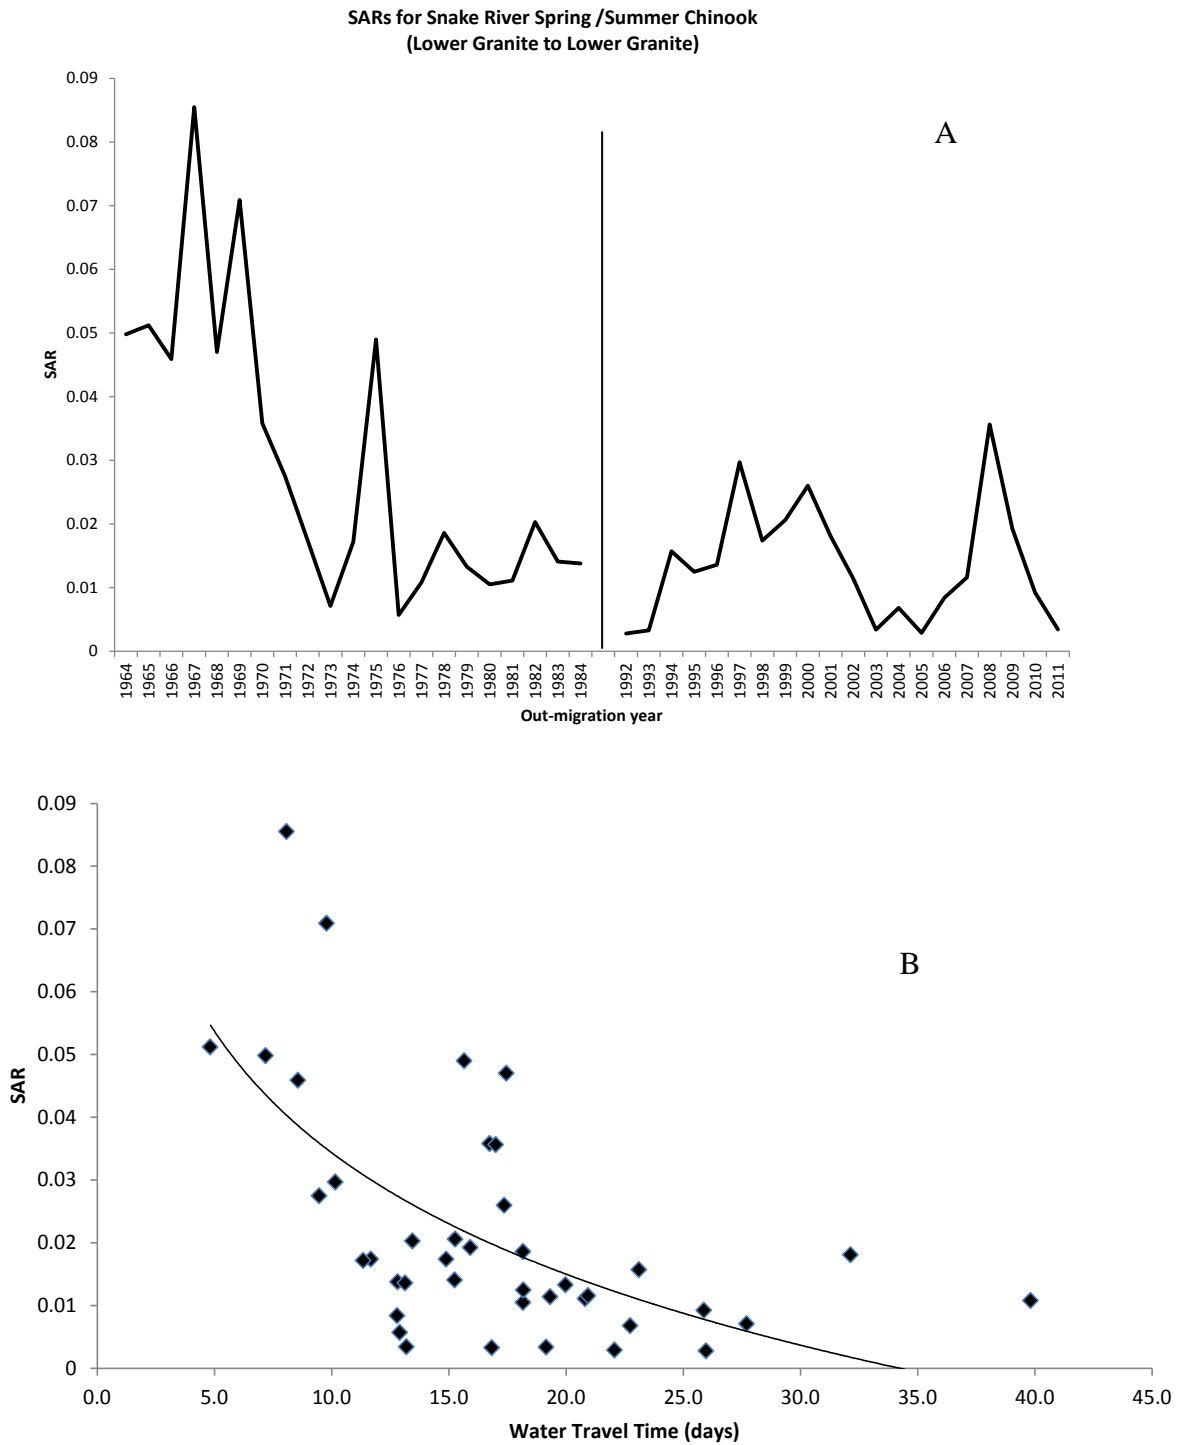 SARs for Snake River Spring /Summer Chinook
(Lower Granite to Lower Granite)
0.09
0.08
0.07
0.06
0.05
0.04
0.03
0.02
0.01
0
SAR
A
1964 1965 1966 1967 1968 1969 1970 1971 1972 1973 1974 1975 1976 1977 1978 1979 1980 1981 1982 1983 1984 1992 1993 1994 1995 1996 1997 1998 1999 2000 2001 2002 2003 2004 2005 2006 2007 2008 2009 2010 2011
Out-migration year
0.09
0.08
0.07
0.06
0.05
0.04
0.03
0.02
0.01
0
SAR
B
0.0 5.0 10.0 15.0 20.0 25.0 30.0 35.0 40.0 45.0
Water Travel Time (days)